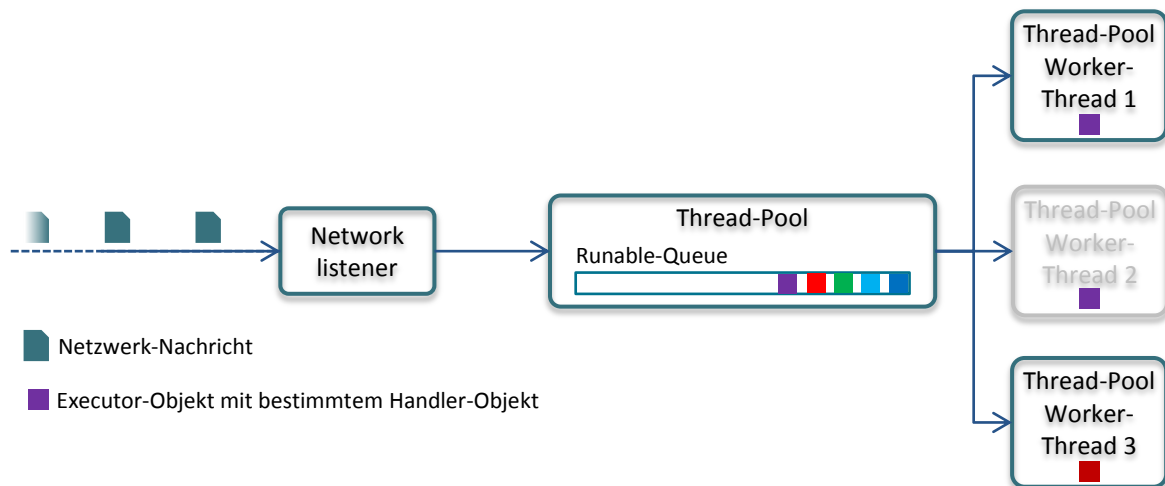 Thread-Pool
Worker-
Thread 1
Network
listener
Thread-Pool
Runable-Queue
Thread-Pool
Worker-
Thread 2
Netzwerk-Nachricht
Executor-Objekt mit bestimmtem Handler-Objekt
Thread-Pool
Worker-
Thread 3